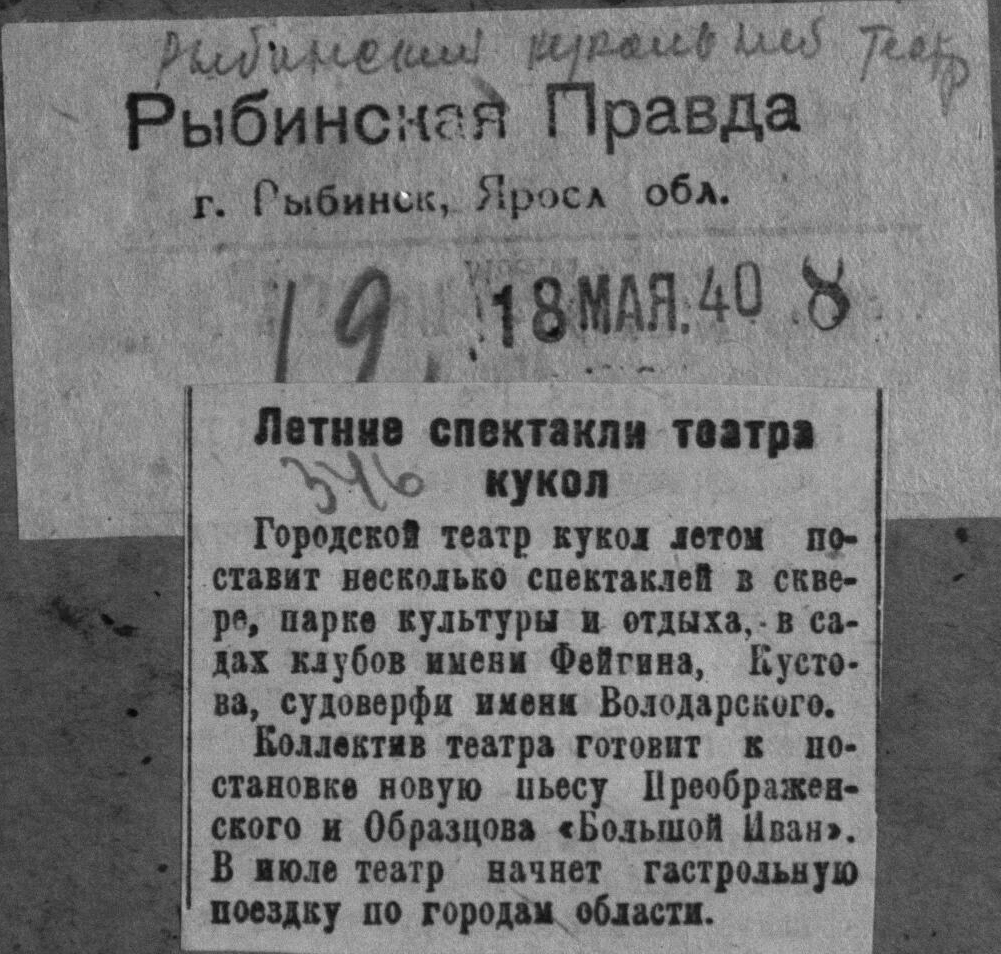 Рыбинский кукольный театр
Рыбинская Правда
г. Рыбинск, Яросл обл.
19, 18 МАЯ.40 8
Летние спектакли театра
346 кукол
Городской театр кукол летом по-
ставит несколько спектаклей в скве-
ре, парке культуры и отдыха, в са-
дах клубов имени Фейгина, Кусто-
ва, судоверфи имени Володарского.
Коллектив театра готовит к по-
становке новую пьесу Преображен-
ского и Образцова «Большой Иван».
В июле театр начнет гастрольную
поездку по городам области.